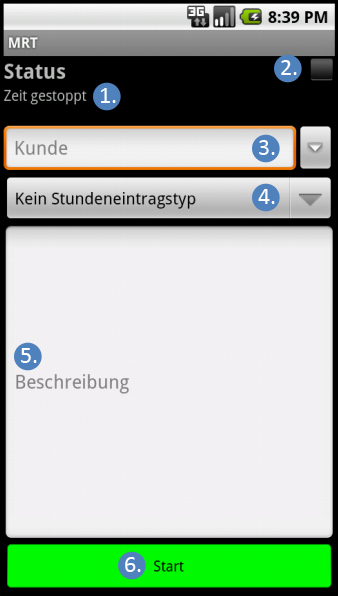 3G 8:39 PM
MRT
Status 2.
Zeit gestoppt 1.
Kunde 3.
Kein Stundeneintragstyp 4.
5.
Beschreibung
6. Start